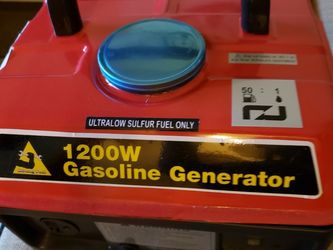 50 : 1
ULTRALOW SULFUR FUEL ONLY
1200W
Gasoline Generator